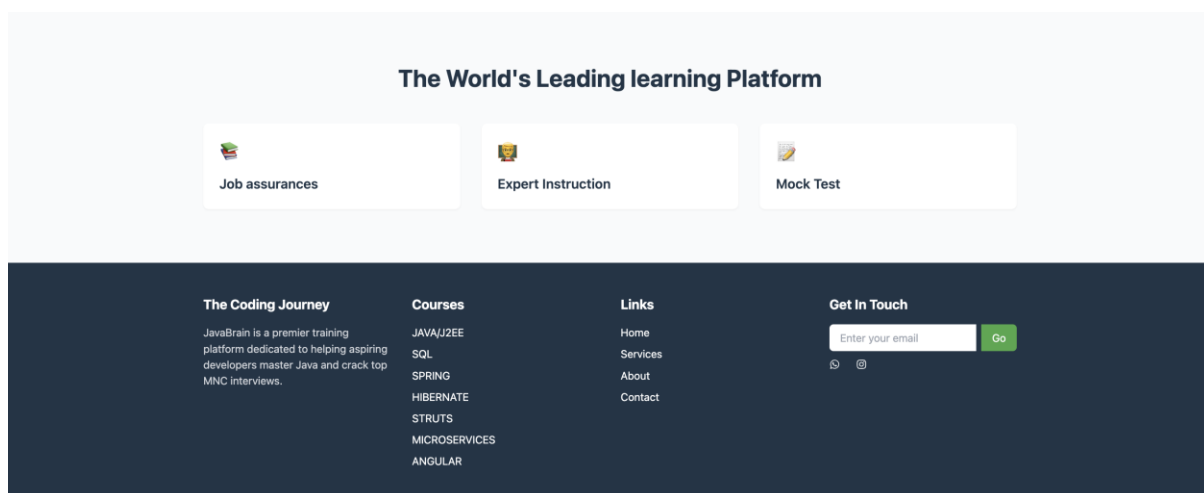 The World's Leading learning Platform
Job assurances
Expert Instruction
Mock Test
The Coding Journey
JavaBrain is a premier training
platform dedicated to helping aspiring
developers master Java and crack top
MNC interviews.
Courses
JAVA/J2EE
SQL
SPRING
HIBERNATE
STRUTS
MICROSERVICES
ANGULAR
Links
Home
Services
About
Contact
Get In Touch
Enter your email
Go